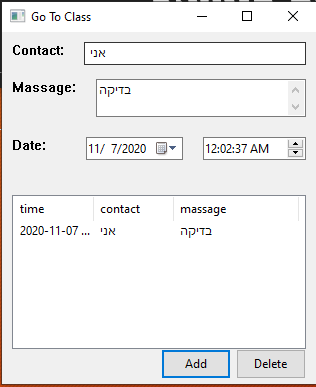 Go To Class
Contact: אני
Massage: בדיקה
Date: 11/ 7/2020 12:02:37 AM
time contact massage
2020-11-07 ... אני בדיקה
Add Delete